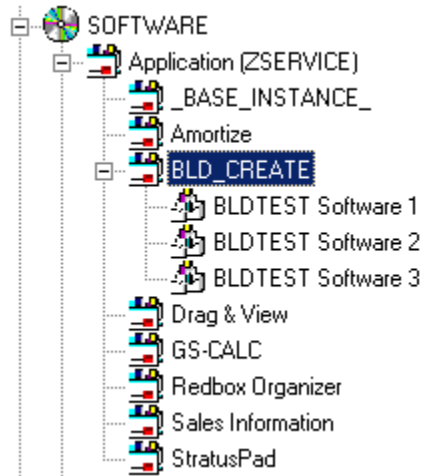 SOFTWARE
Application (ZSERVICE)
_BASE_INSTANCE_
Amortize
BLD_CREATE
BLDTEST Software 1
BLDTEST Software 2
BLDTEST Software 3
Drag & View
GS-CALC
Redbox Organizer
Sales Information
StratusPad